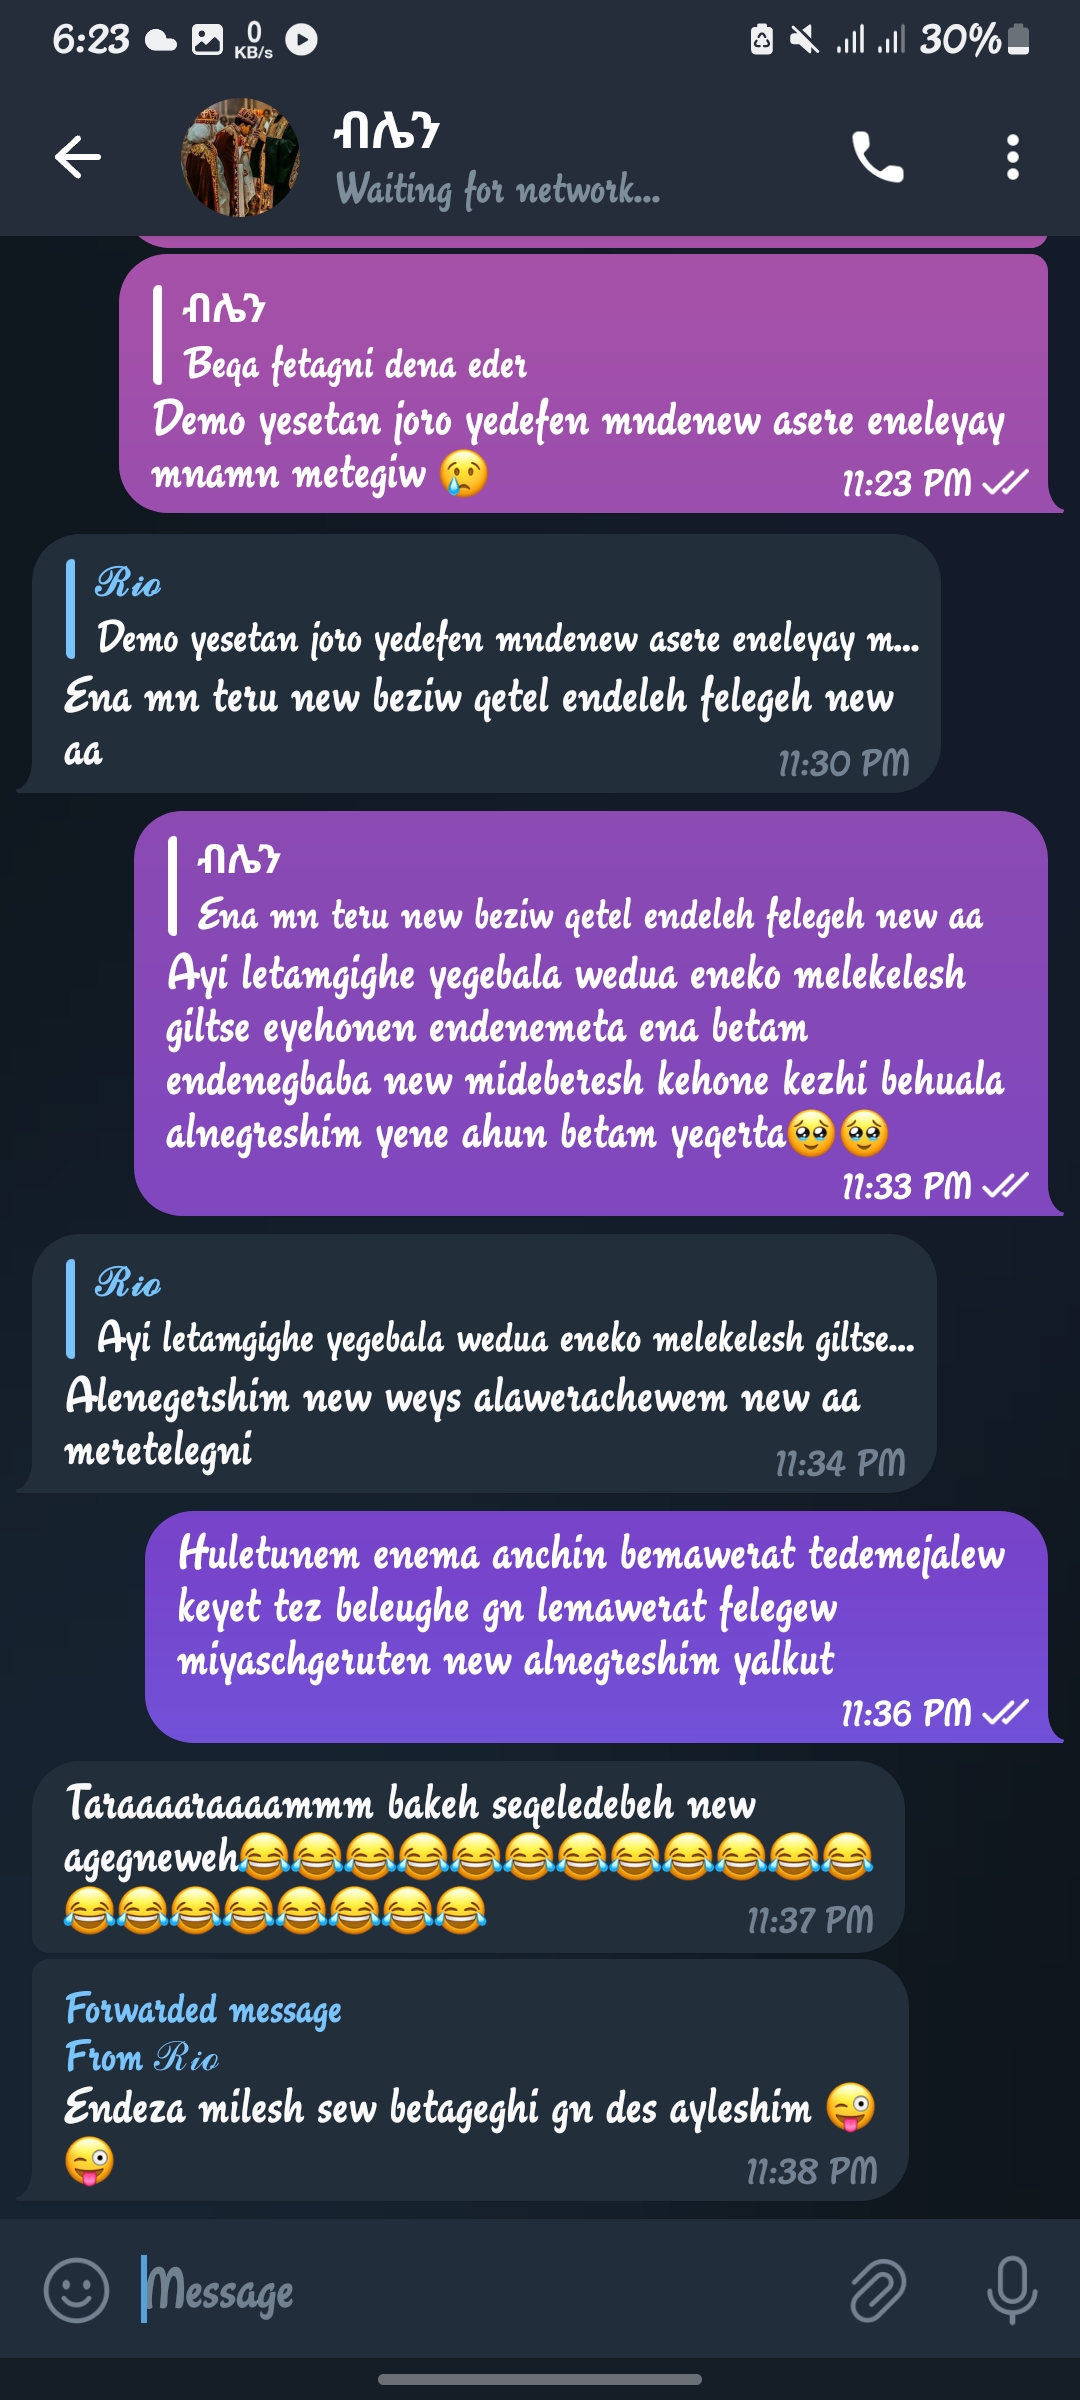 6:23
0
KB/s
30%
ብሌን
Waiting for network...
ብሌን
Beqa fetagni dena eder
Demo yesetan joro yedefen mndenew asere eneleyay
mnamn metegiw 😢
11:23 PM
Rio
Demo yesetan joro yedefen mndenew asere eneleyay m...
Ena mn teru new beziw qetel endeleh felegeh new
aa
11:30 PM
ብሌን
Ena mn teru new beziw qetel endeleh felegeh new aa
Ayi letamgighe yegebala wedua eneko melekelesh
giltse eyehonen endenemeta ena betam
endenegbaba new mideberesh kehone kezhi behuala
alnegreshim yene ahun betam yeqerta🥹🥹
11:33 PM
Rio
Ayi letamgighe yegebala wedua eneko melekelesh giltse...
Alenegershim new weys alawerachewem new aa
meretelegni
11:34 PM
Huletunem enema anchin bemawerat tedemejalew
keyet tez beleughe gn lemawerat felegew
miyaschgeruten new alnegreshim yalkut
11:36 PM
Taraaaaraaaammm bakeh seqeledebeh new
agegneweh😂😂😂😂😂😂😂😂😂😂😂😂
😂😂😂😂😂😂😂😂
11:37 PM
Forwarded message
From Rio
Endeza milesh sew betageghi gn des ayleshim 😜
😜
11:38 PM
Message